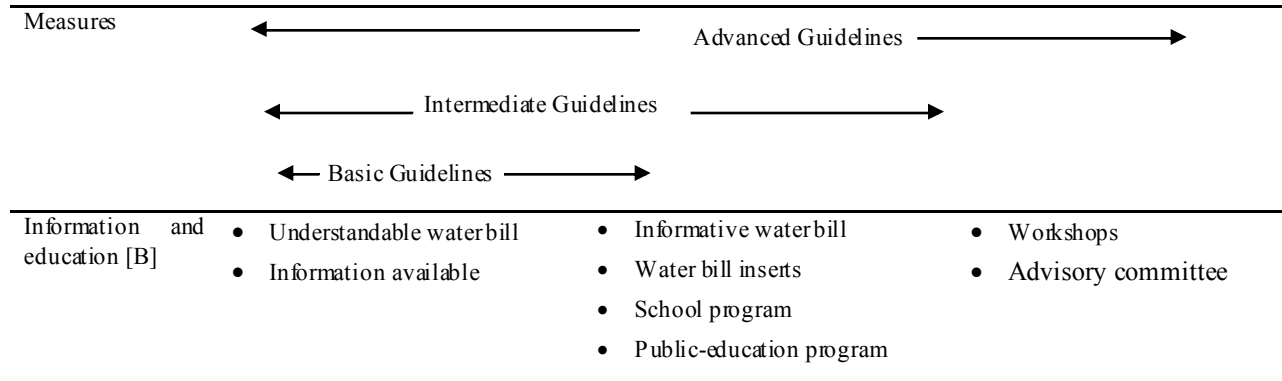 Measures
Advanced Guidelines
Intermediate Guidelines
Basic Guidelines
Information and
education [B]
• Understandable water bill
• Information available
• Informative water bill
• Water bill inserts
• School program
• Public-education program
• Workshops
• Advisory committee